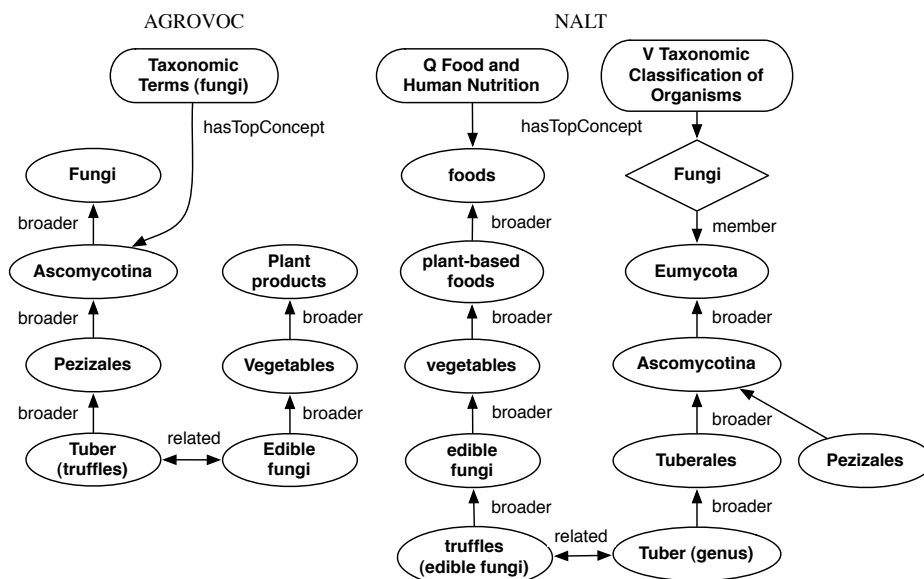 AGROVOC
NALT
Taxonomic
Terms (fungi)
Q Food and
Human Nutrition
V Taxonomic
Classification of
Organisms
hasTopConcept
hasTopConcept
Fungi
foods
Fungi
broader
broader
member
Ascomycotina
Plant
products
plant-based
foods
Eumycota
broader
broader
broader
broader
Pezizales
Vegetables
vegetables
Ascomycotina
broader
broader
broader
broader
Tuber
(truffles)
related
Edible
fungi
edible
fungi
Tuberales
Pezizales
broader
broader
truffles
(edible fungi)
related
Tuber (genus)